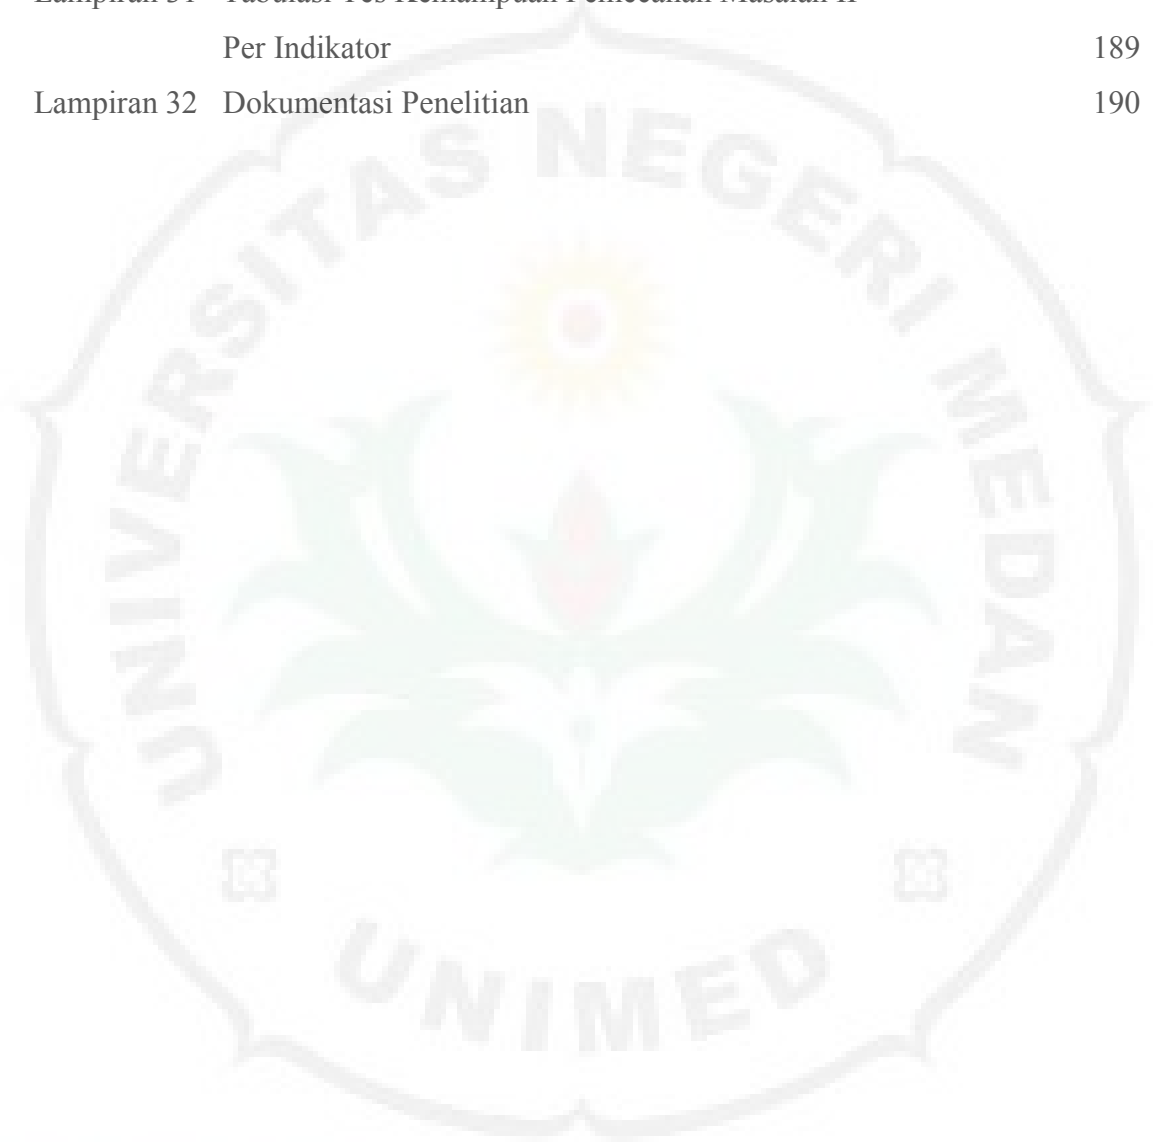 Lampiran 31 Tabulasi Tes Kemampuan Pemecahan Masalah II
Per Indikator 189
Lampiran 32 Dokumentasi Penelitian 190
UNIVERSITAS NEGERI MEDAN
UNIMED